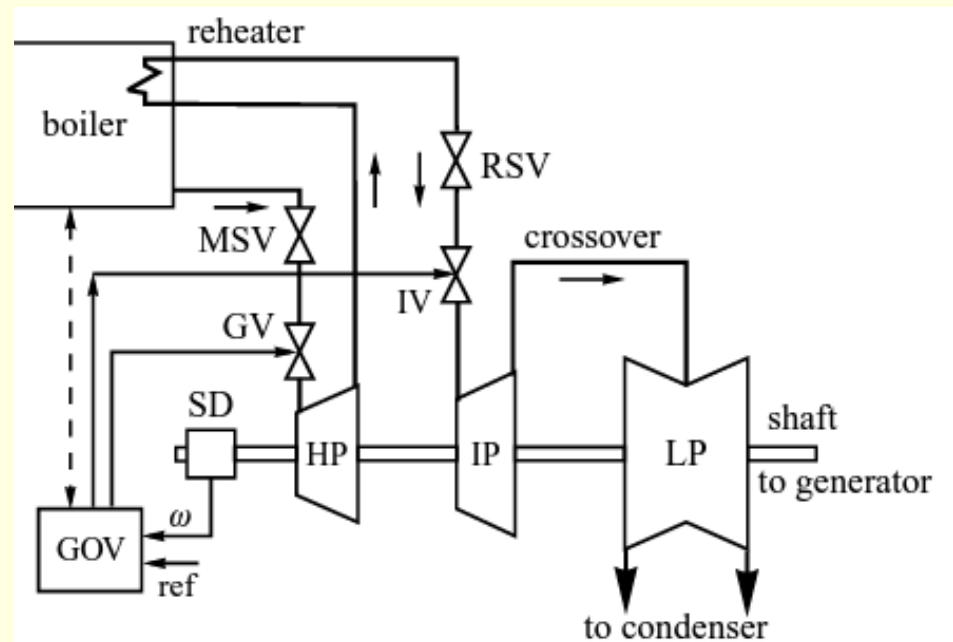 reheater
boiler
RSV
MSV
crossover
IV
GV
SD
shaft
HP
IP
LP
to generator
ω
GOV
ref
to condenser